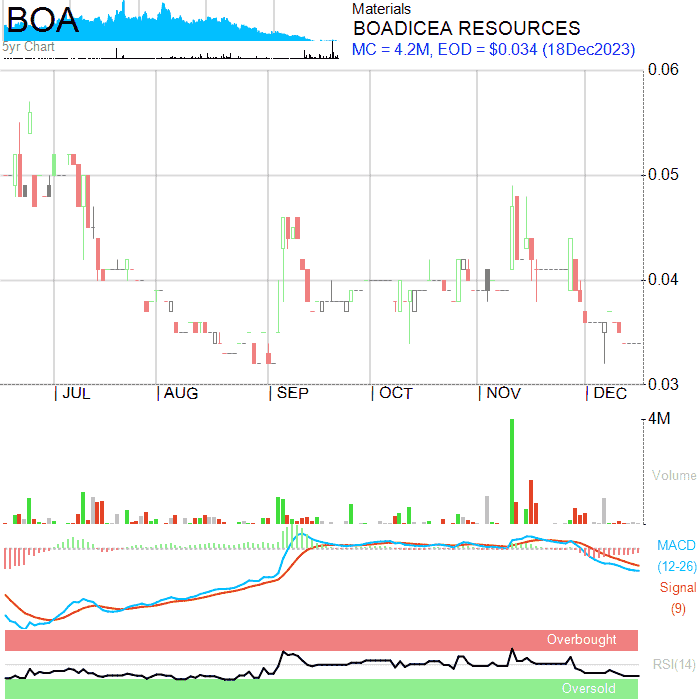 BOA
5yr Chart
Materials
BOADICEA RESOURCES
MC = 4.2M, EOD = $0.034 (18Dec2023)
0.06
0.05
0.04
0.03
JUL AUG SEP OCT NOV DEC
4M
Volume
MACD
(12-26)
Signal
(9)
Overbought
RSI(14)
Oversold